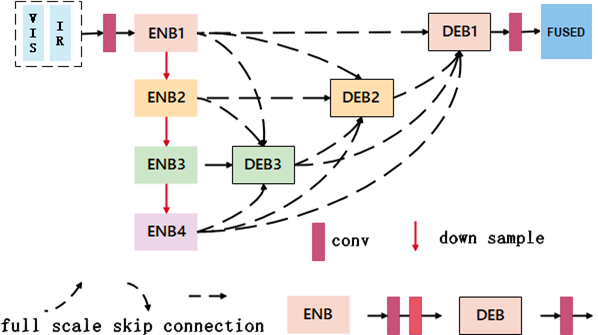 VIS
IR
ENB1
DEB1
FUSED
ENB2
DEB2
ENB3
DEB3
ENB4
conv
down sample
full scale skip connection
ENB
DEB